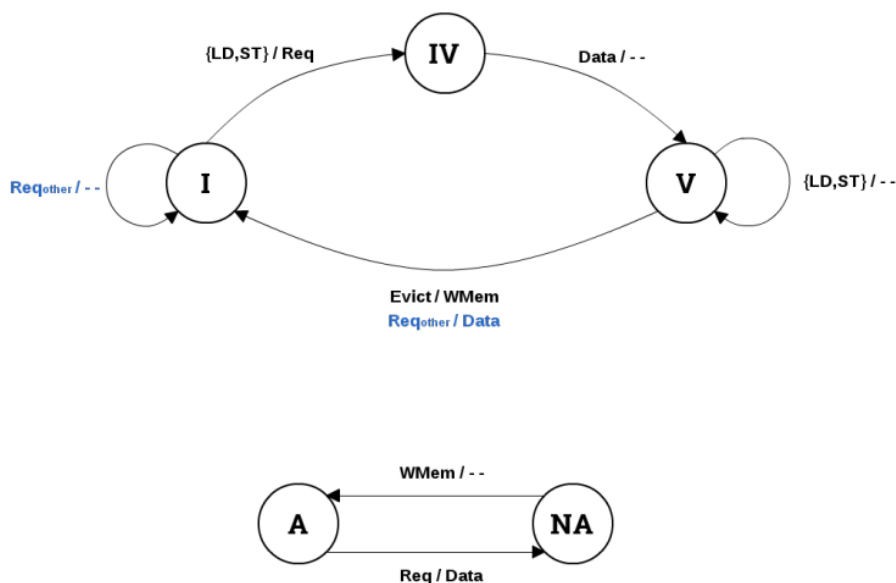 IV
{LD,ST} / Req
Data / - -
Reqother / - -
I
V
{LD,ST} / - -
Evict / WMem
Reqother / Data
WMem / - -
A
NA
Req / Data